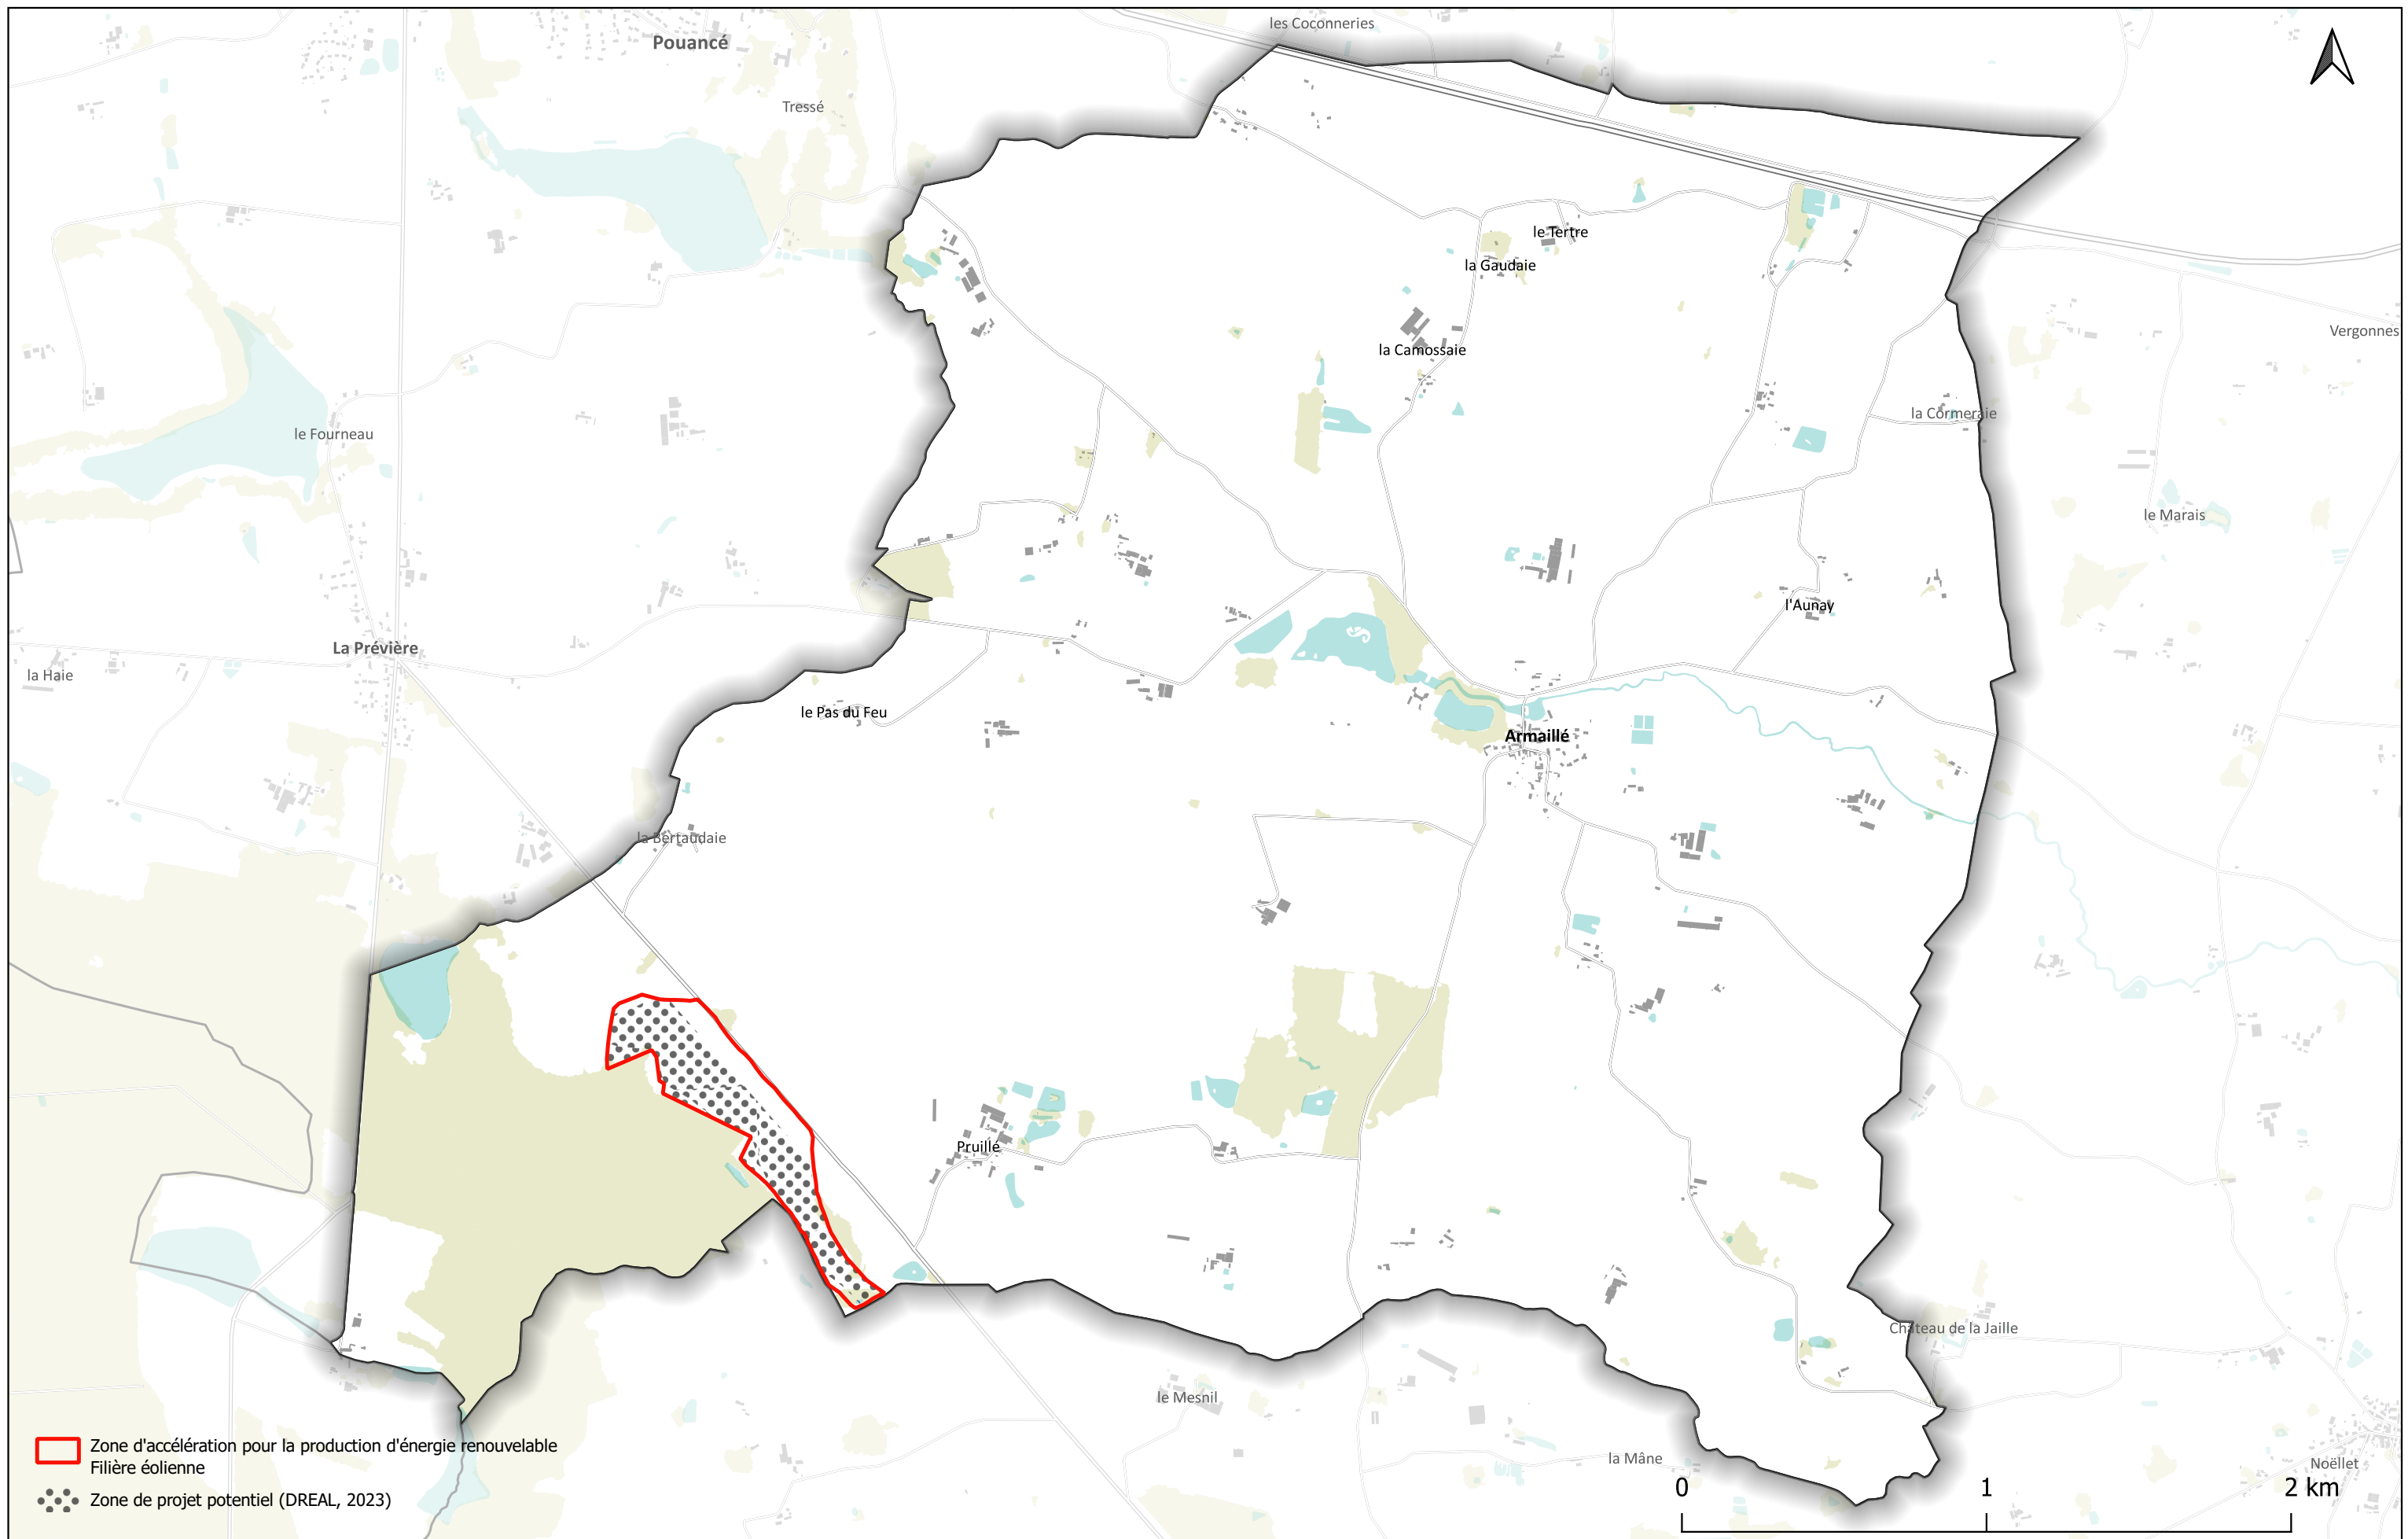 les Coconneries
Pouancé
Tressé
le Tertre
la Gaudaie
Vergonnes
la Camossaie
la Cormeraie
le Fourneau
le Marais
l'Aunay
La Prévière
la Haie
le Pas du Feu
Armaillé
la Bertaudaie
Pruillé
Château de la Jaille
le Mesnil
la Mâne
Noëllet
Zone d'accélération pour la production d'énergie renouvelable
Filière éolienne
Zone de projet potentiel (DREAL, 2023)
0 1 2 km